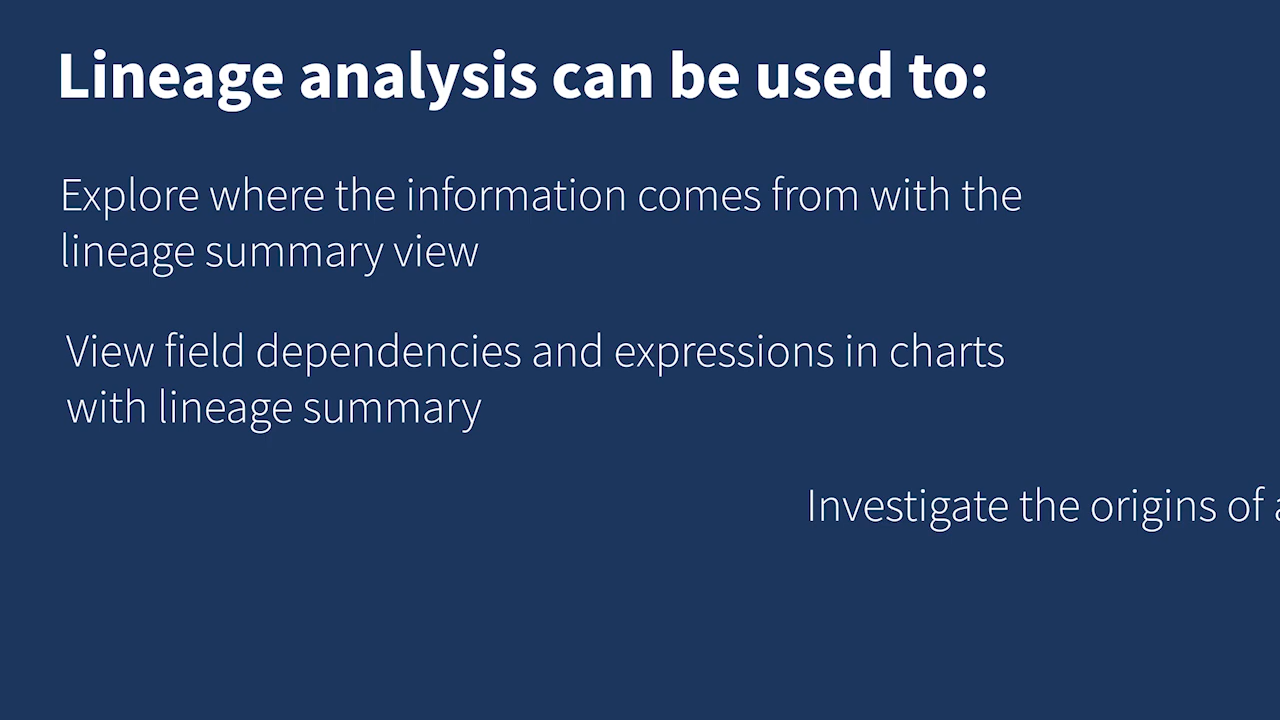 Lineage analysis can be used to:
Explore where the information comes from with the
lineage summary view
View field dependencies and expressions in charts
with lineage summary
Investigate the origins of